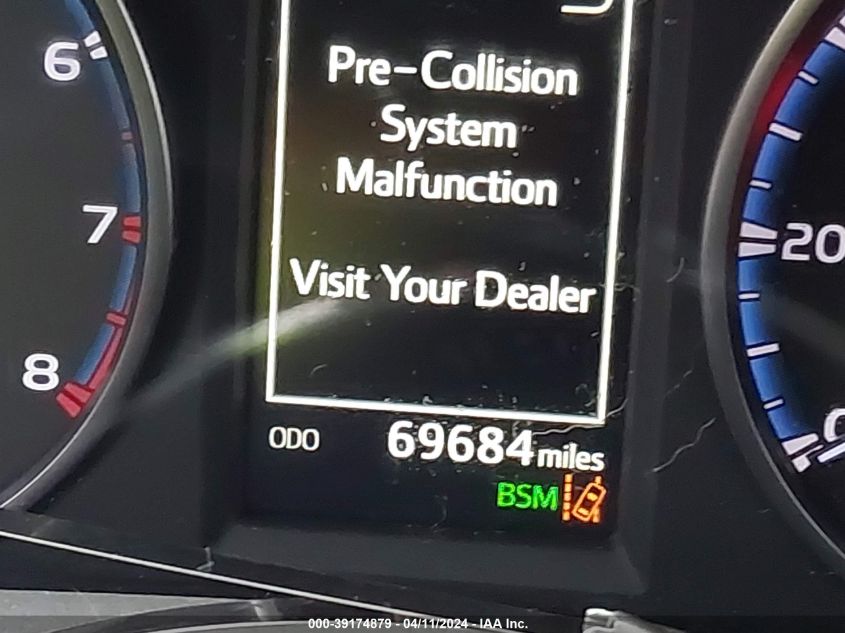 Pre-Collision
System
Malfunction
Visit Your Dealer
6
7
8
20
0
ODO 69684 miles
BSM
000-39174879 - 04/11/2024 - IAA Inc.